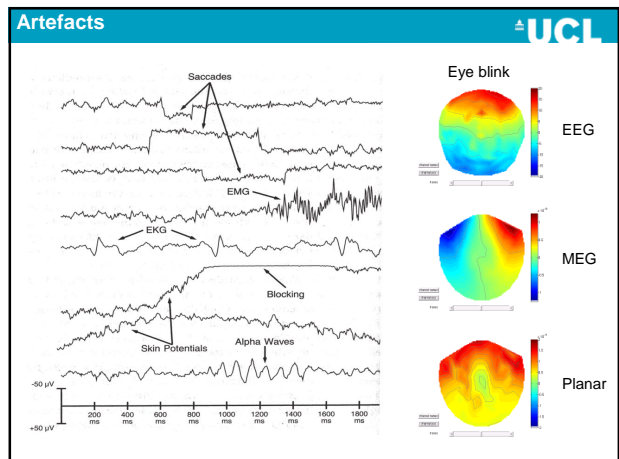 Artefacts
UCL
Saccades
EMG
EKG
Blocking
Skin Potentials
Alpha Waves
-50 µV
+50 µV
200 ms
400 ms
600 ms
800 ms
1000 ms
1200 ms
1400 ms
1600 ms
1800 ms
Eye blink
EEG
MEG
Planar